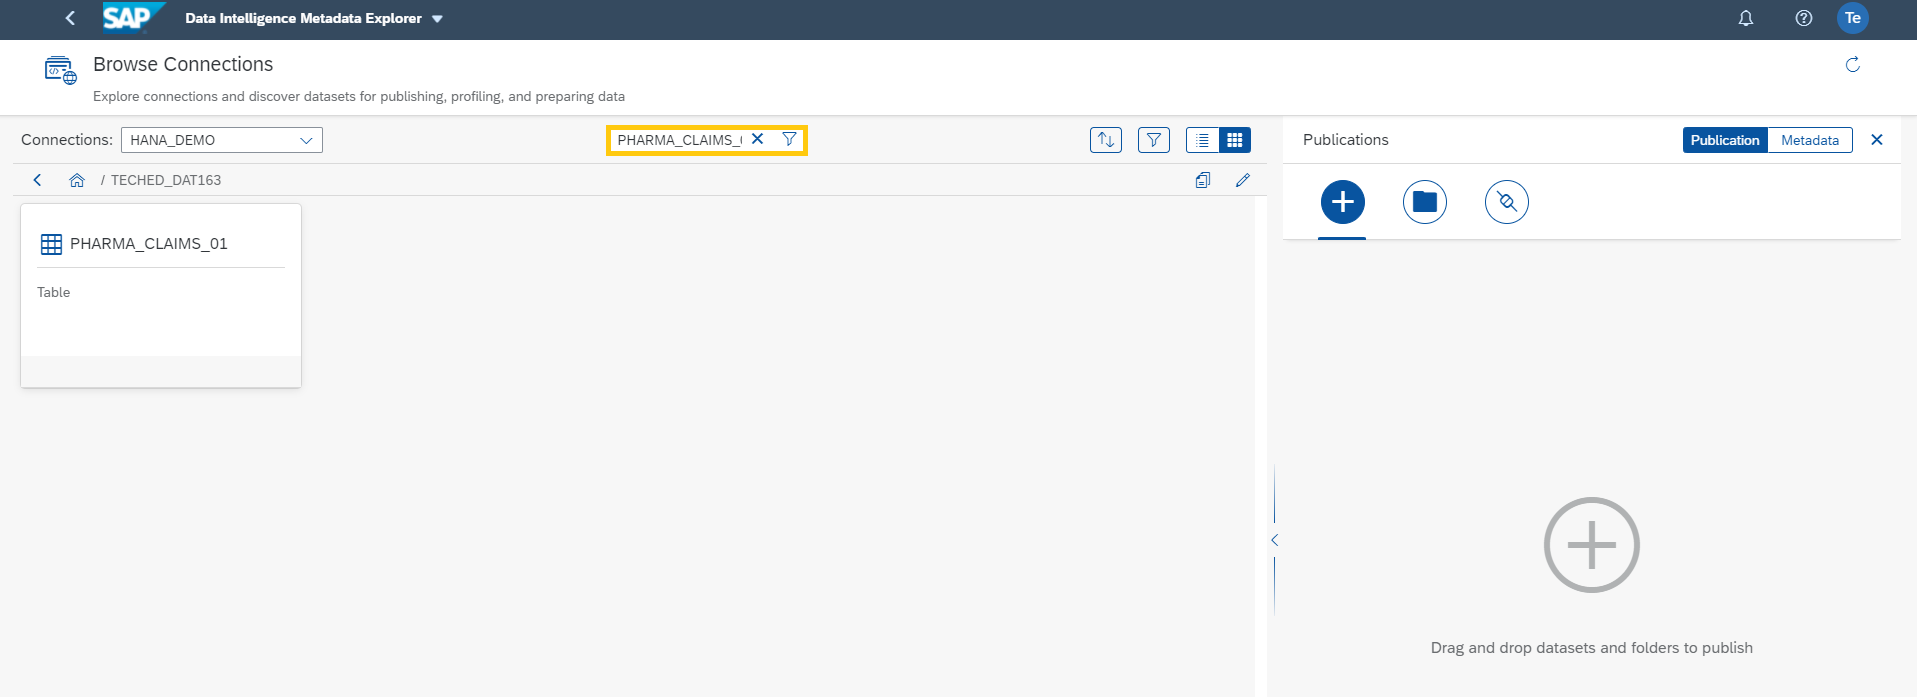 SAP Data Intelligence Metadata Explorer
Te
Browse Connections
Explore connections and discover datasets for publishing, profiling, and preparing data
Connections: HANA_DEMO
PHARMA_CLAIMS_
/ TECHED_DAT163
PHARMA_CLAIMS_01
Table
Publications
Publication Metadata
Drag and drop datasets and folders to publish